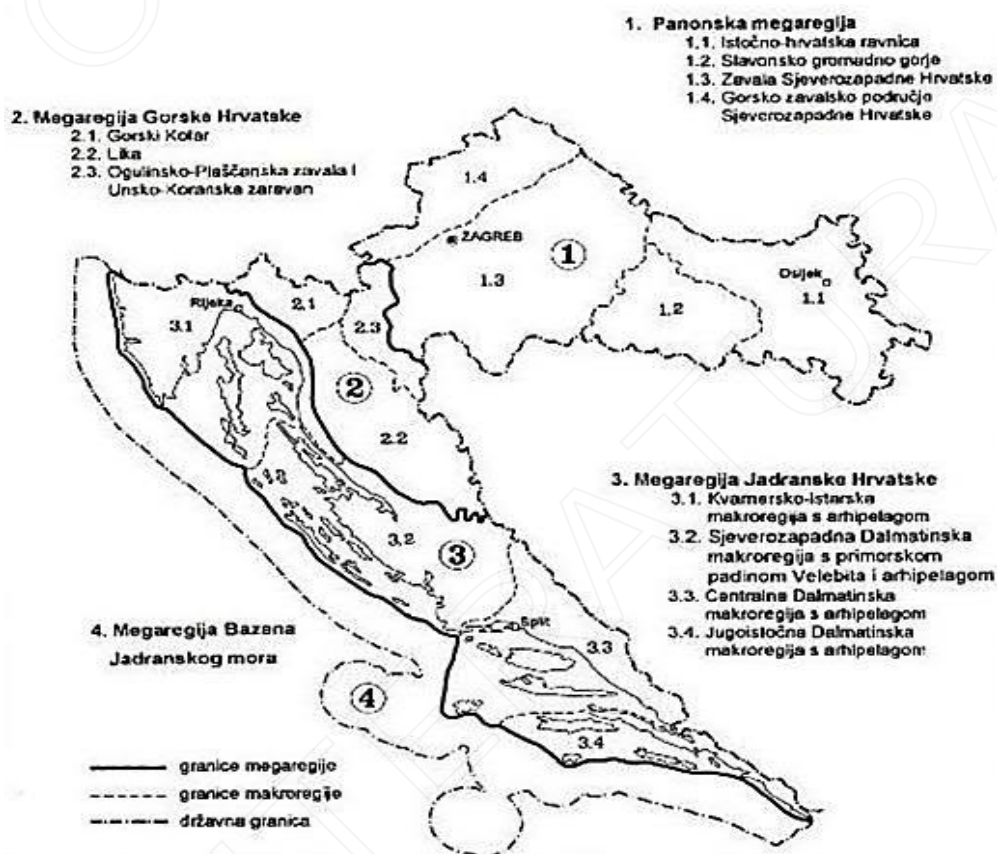 1. Panonska megaregija
1.1. Istočno-hrvatska ravnica
1.2. Slavonsko gromadno gorje
1.3. Zavala Sjeverozapadne Hrvatske
1.4. Gorsko zavalsko područje
Sjeverozapadne Hrvatske
2. Megaregija Gorske Hrvatske
2.1. Gorski Kotar
2.2. Lika
2.3. Ogulinsko-Plaščanska zavala i
Unsko-Koranska zaravan
1.4
ZAGREB
1
1.3
Osijek
1.1
1.2
Rijeka
2.1
3.1
2.3
2
2.2
3.2
3
3. Megaregija Jadranske Hrvatske
3.1. Kvarnersko-Istarska
makroregija s arhipelagom
3.2. Sjeverozapadna Dalmatinska
makroregija s primorskom
padinom Velebita i arhipelagom
3.3. Centralna Dalmatinska
makroregija s arhipelagom
3.4. Jugoistočna Dalmatinska
makroregija s arhipelagom
4. Megaregija Bazena
Jadranskog mora
Split
3.3
4
3.4
granice megaregije
granice makroregije
državna granica